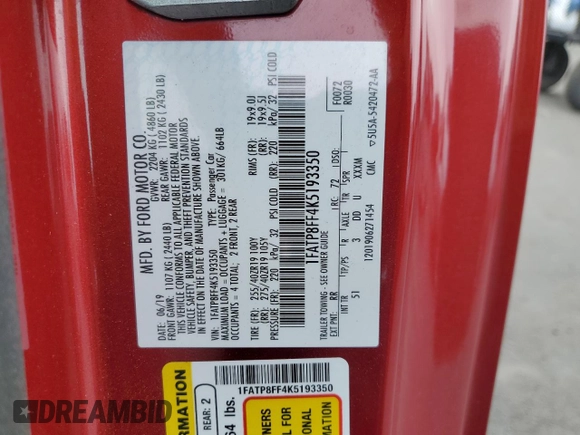 MFD. BY FORD MOTOR CO.
DATE: 06/19 GVWR: 2204 KG ( 4860 LB)
FRONT GAWR: 1107 KG ( 2440 LB) REAR GAWR: 1102 KG ( 2430 LB)
THIS VEHICLE CONFORMS TO ALL APPLICABLE FEDERAL MOTOR
VEHICLE SAFETY, BUMPER, AND THEFT PREVENTION STANDARDS
IN EFFECT ON THE DATE OF MANUFACTURE SHOWN ABOVE.
VIN: 1FATP8FF4K5193350 TYPE: Passenger Car
MAXIMUM LOAD = OCCUPANTS + LUGGAGE = 301KG/ 664LB
OCCUPANTS = 4 TOTAL, 2 FRONT, 2 REAR
TIRE (FR): 255/40ZR19 100Y RIMS (FR): 19x9.0J
(RR): 275/40ZR19 105Y (RR): 19x9.5J
PRESSURE (FR): 220 kPa/ 32 PSI COLD (RR): 220 kPa/ 32 PSI COLD
1FATP8FF4K5193350
TRAILER TOWING - SEE OWNER GUIDE
F0072
R0030
EXT PNT: RR RC: 72 DSO:
INT TR TP/PS R AXLE TR SPR
51 3 DD U XXXM
1201906271454 CMC
▽5U5A-5420472-AA
1FATP8FF4K5193350
REAR: 2
64 lbs.
DREAMBID